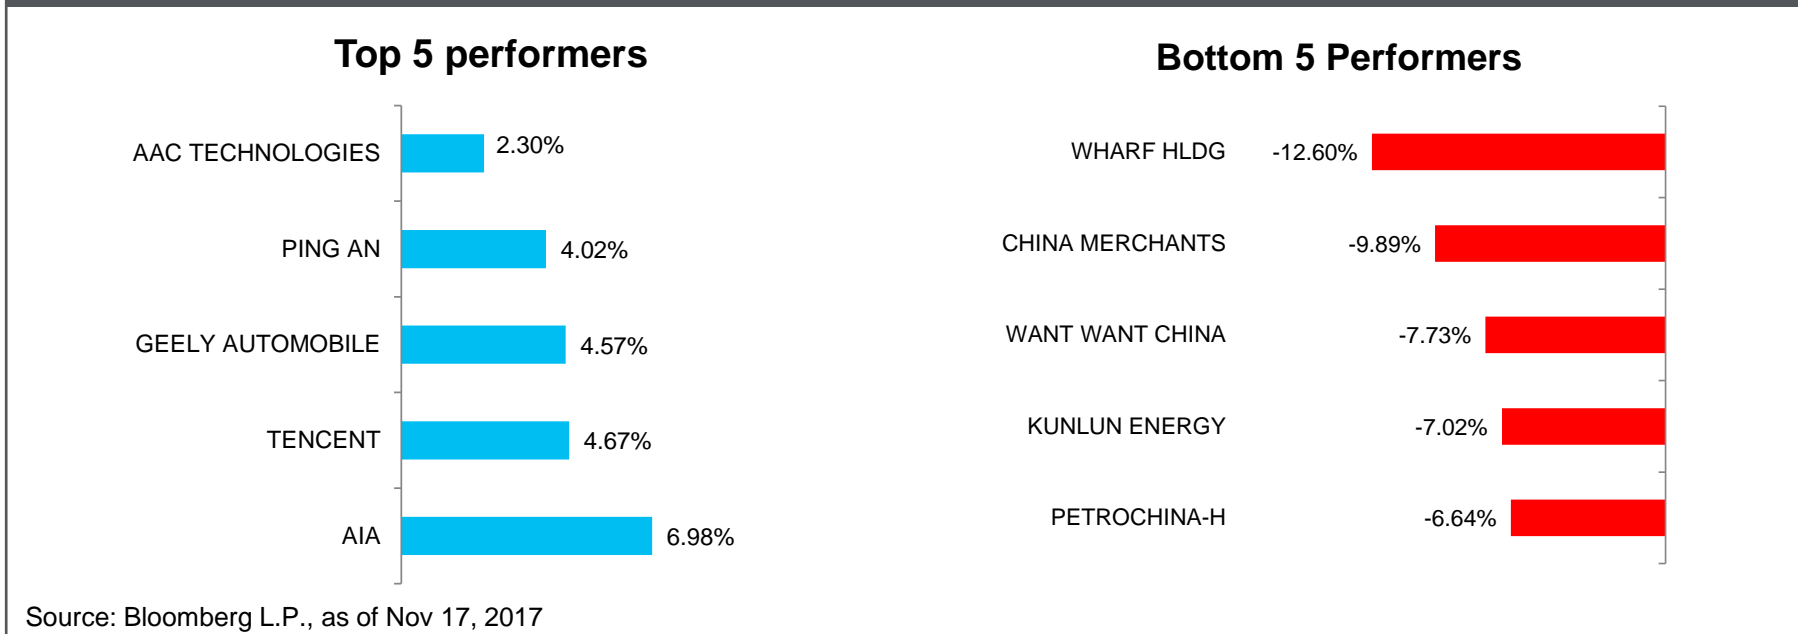 Top 5 performers
AAC TECHNOLOGIES 2.30%
PING AN 4.02%
GEELY AUTOMOBILE 4.57%
TENCENT 4.67%
AIA 6.98%
Bottom 5 Performers
WHARF HLDG -12.60%
CHINA MERCHANTS -9.89%
WANT WANT CHINA -7.73%
KUNLUN ENERGY -7.02%
PETROCHINA-H -6.64%
Source: Bloomberg L.P., as of Nov 17, 2017